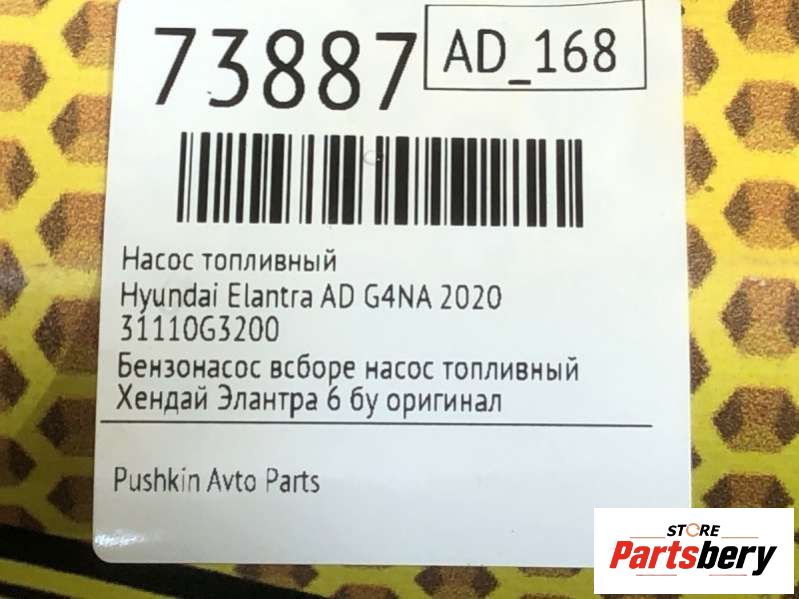 73887
AD_168
Насос топливный
Hyundai Elantra AD G4NA 2020
31110G3200
Бензонасос всборе насос топливный
Хендай Элантра 6 бу оригинал
Pushkin Avto Parts
STORE
Partsbery